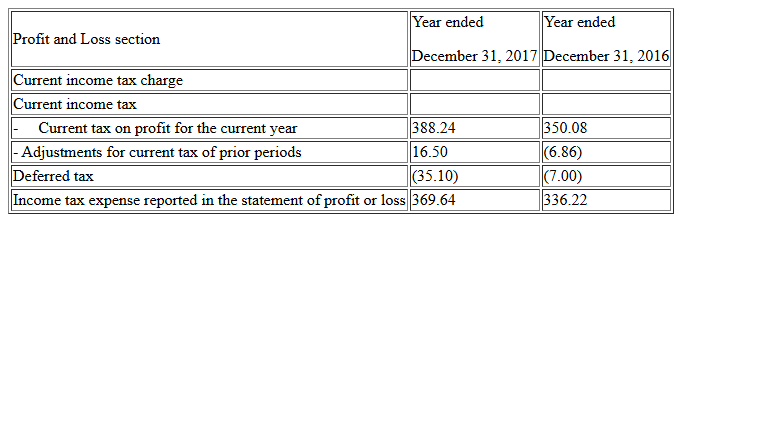 Profit and Loss section
Year ended
December 31, 2017
Year ended
December 31, 2016
Current income tax charge
Current income tax
- Current tax on profit for the current year 388.24 350.08
- Adjustments for current tax of prior periods 16.50 (6.86)
Deferred tax (35.10) (7.00)
Income tax expense reported in the statement of profit or loss 369.64 336.22